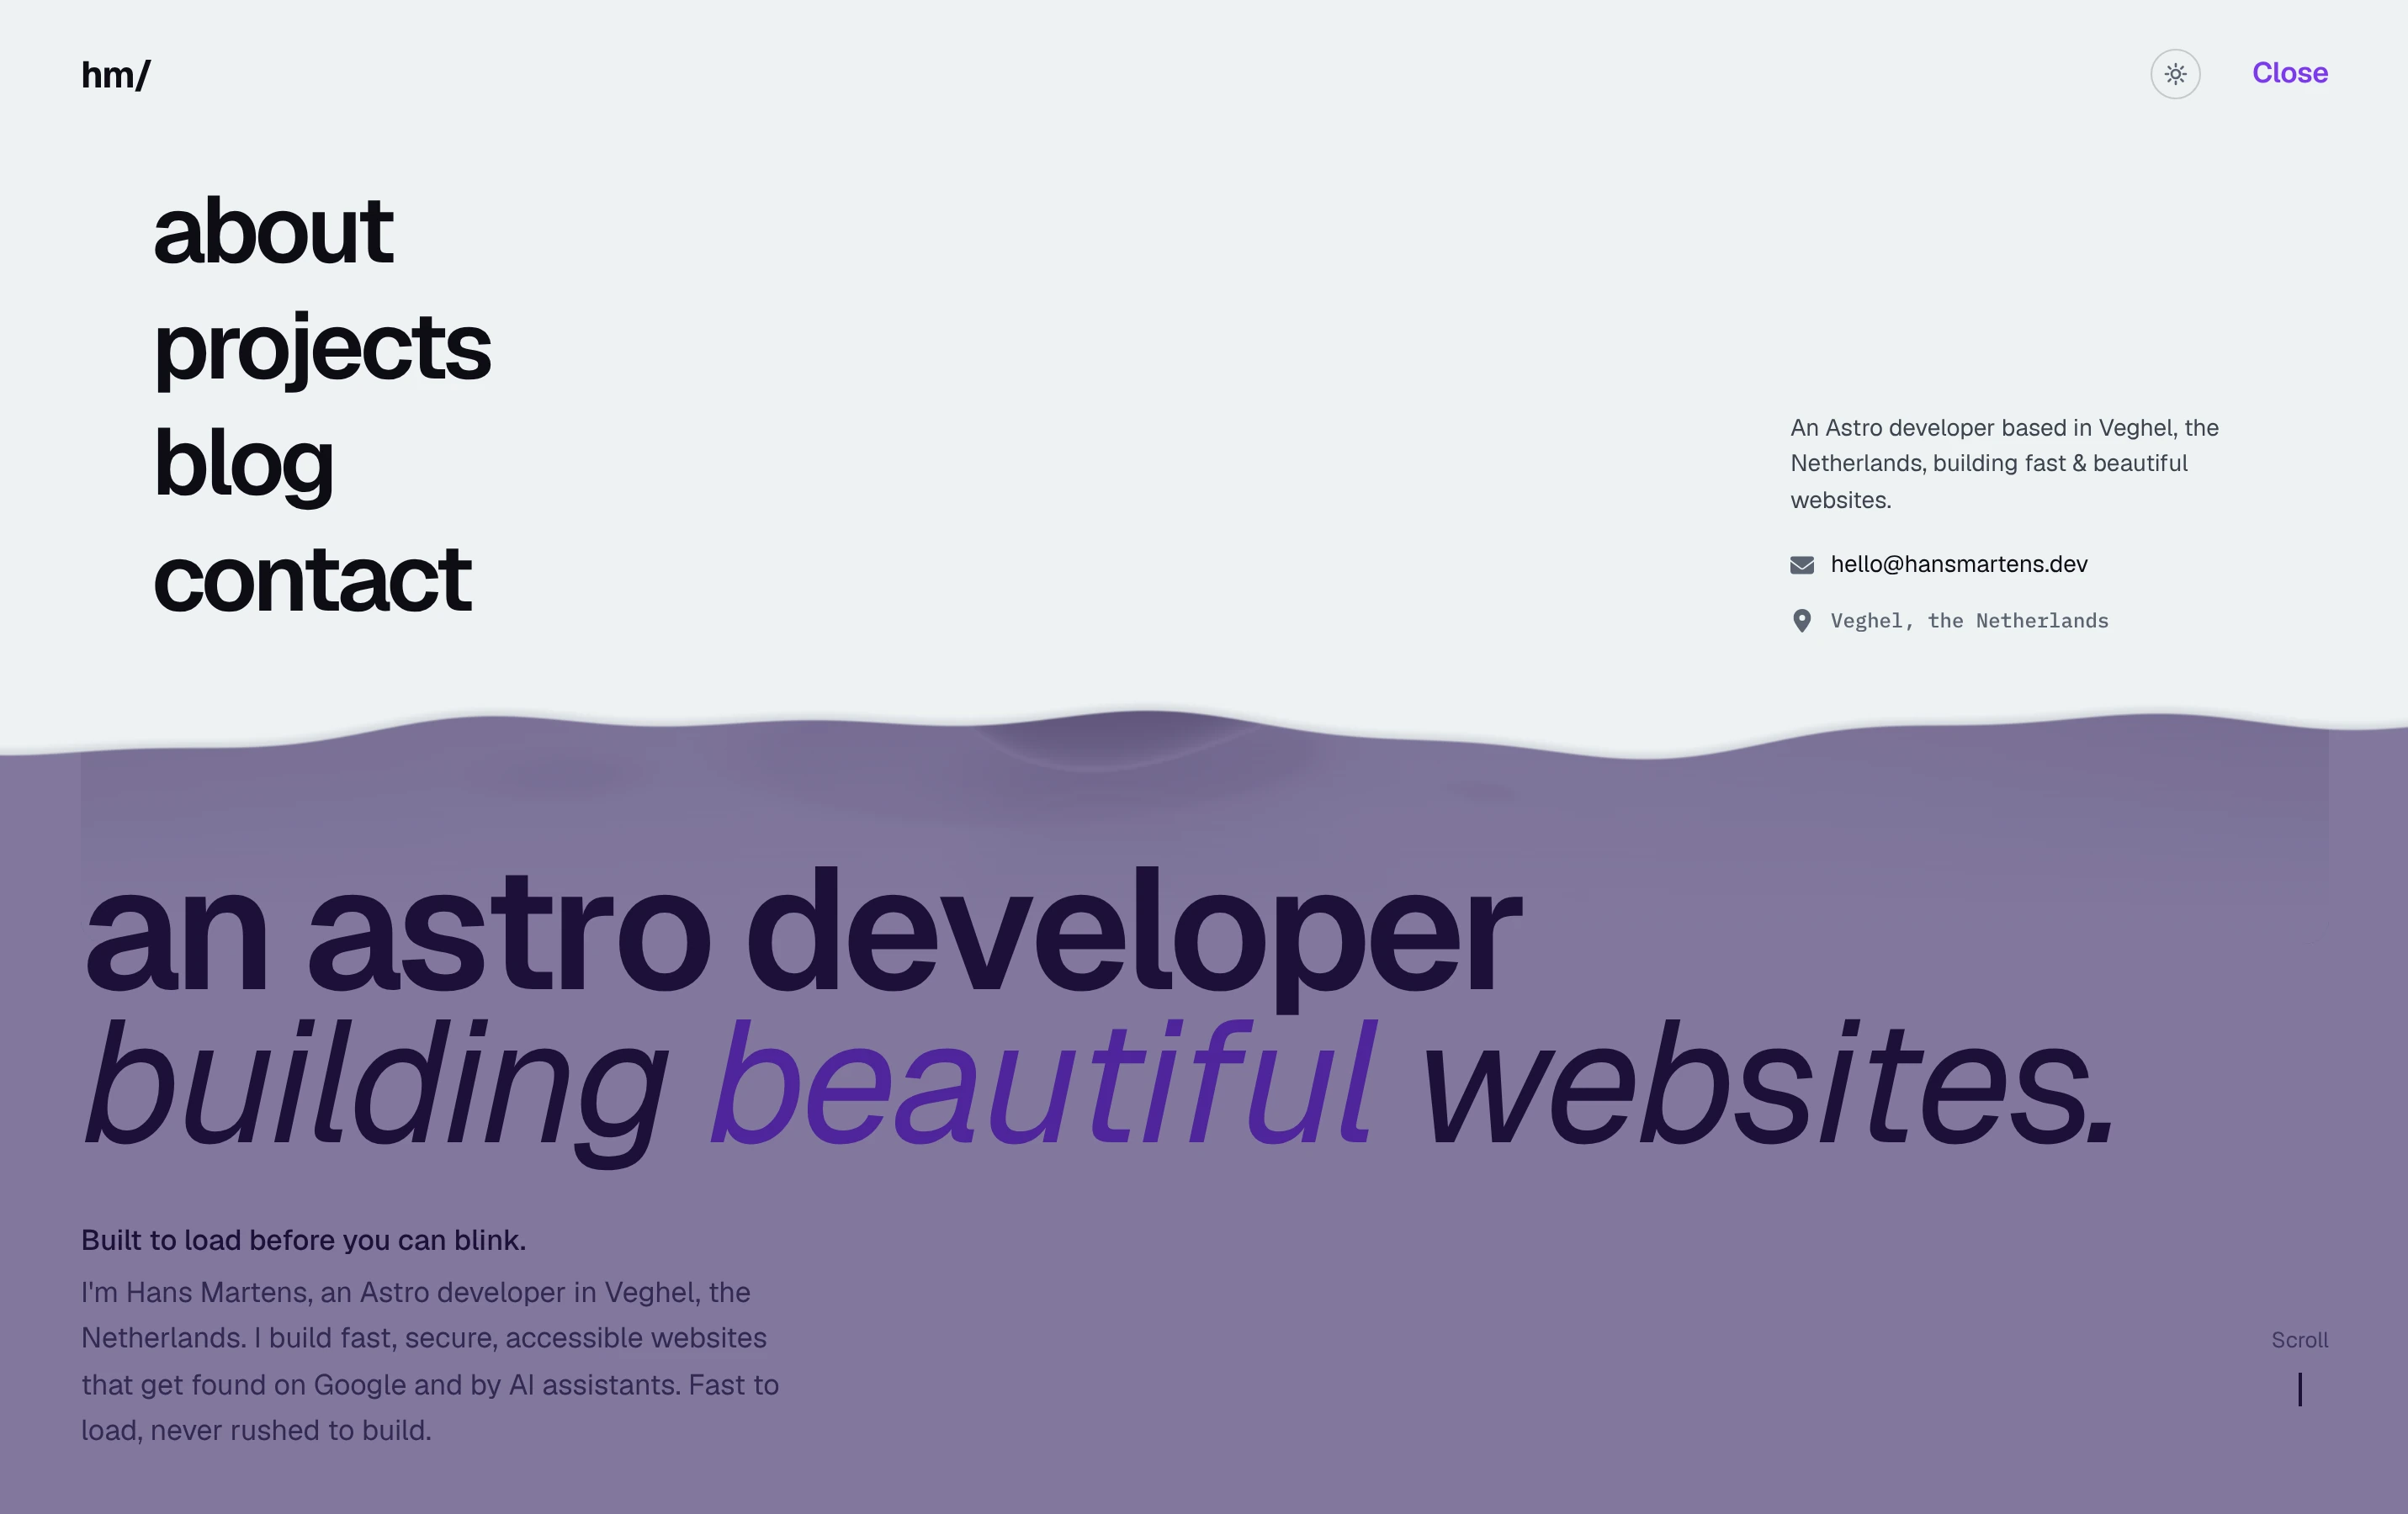 hm/
Close
about
projects
blog
contact
An Astro developer based in Veghel, the
Netherlands, building fast & beautiful
websites.
hello@hansmartens.dev
Veghel, the Netherlands
an astro developer
building beautiful websites.
Built to load before you can blink.
I'm Hans Martens, an Astro developer in Veghel, the
Netherlands. I build fast, secure, accessible websites
that get found on Google and by AI assistants. Fast to
load, never rushed to build.
Scroll